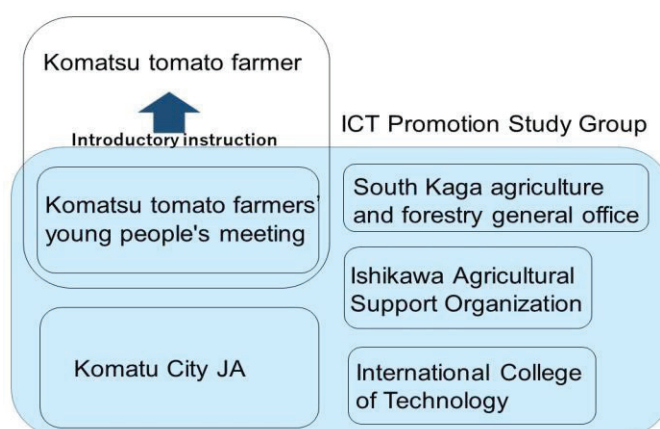 Komatsu tomato farmer
Introductory instruction
ICT Promotion Study Group
Komatsu tomato farmers'
young people's meeting
South Kaga agriculture
and forestry general office
Ishikawa Agricultural
Support Organization
Komatu City JA
International College
of Technology